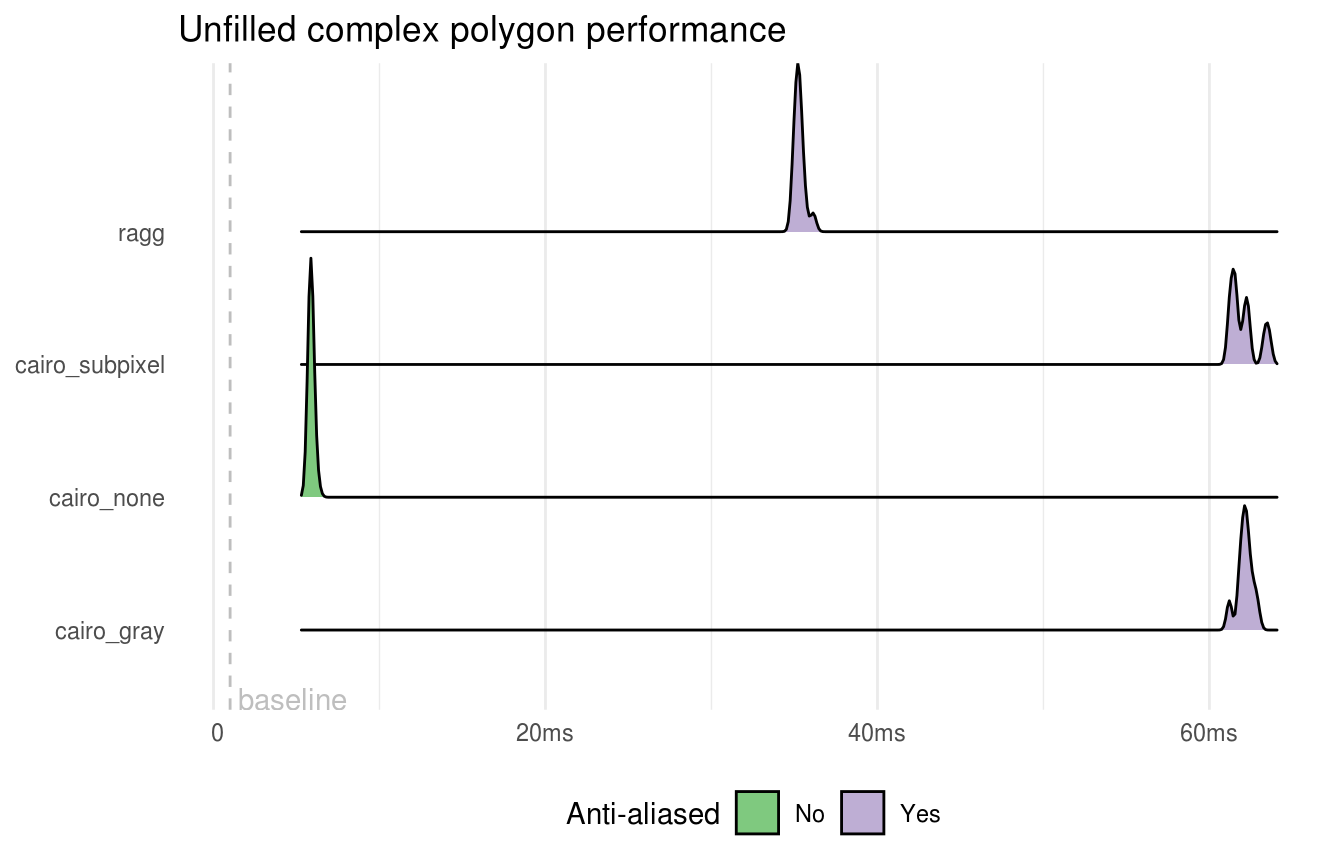 Unfilled complex polygon performance
ragg
cairo_subpixel
cairo_none
cairo_gray
baseline
0 20ms 40ms 60ms
Anti-aliased No Yes